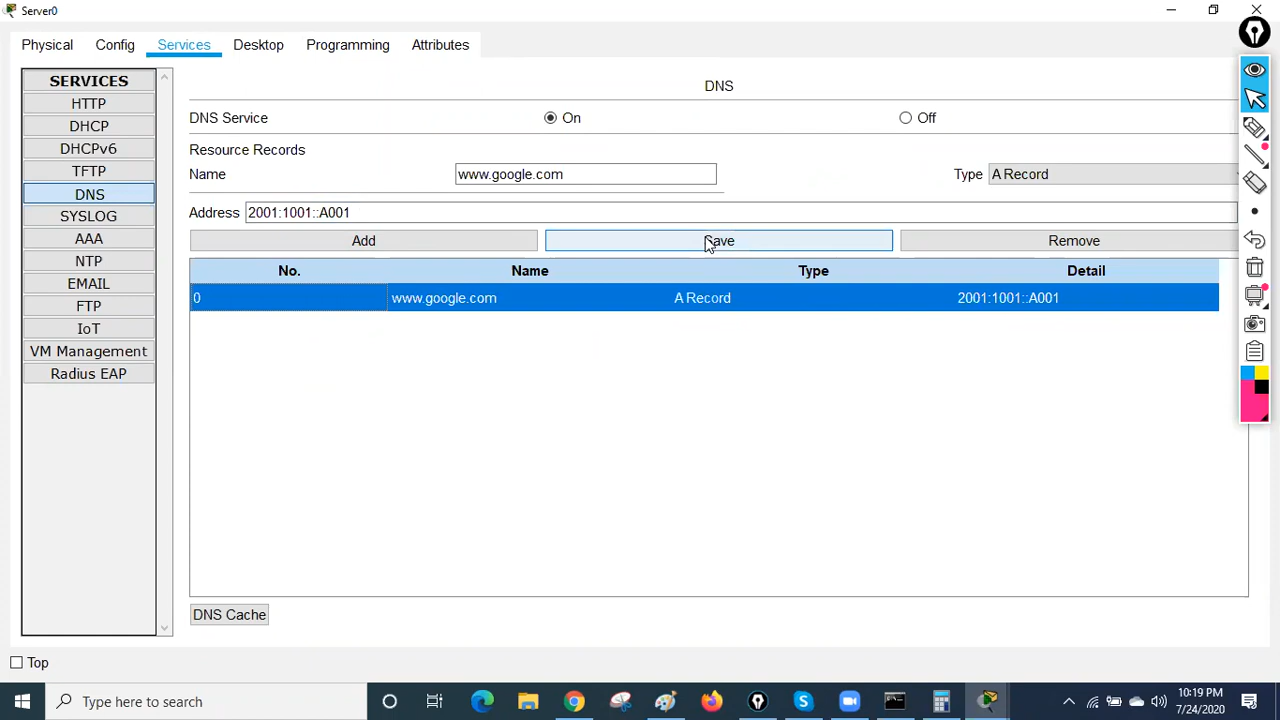 Server0
Physical Config Services Desktop Programming Attributes
SERVICES
HTTP
DHCP
DHCPv6
TFTP
DNS
SYSLOG
AAA
NTP
EMAIL
FTP
IoT
VM Management
Radius EAP
DNS
DNS Service On Off
Resource Records
Name www.google.com Type A Record
Address 2001:1001::A001
Add Save Remove
No. Name Type Detail
0 www.google.com A Record 2001:1001::A001
DNS Cache
Top
Type here to search
10:19 PM
7/24/2020